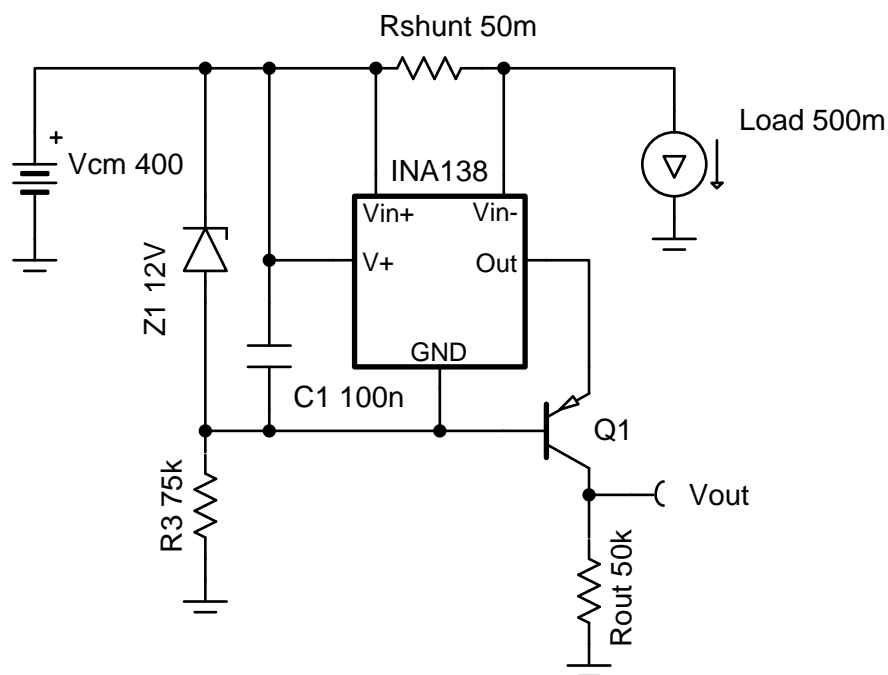 Rshunt 50m
+
Vcm 400
Load 500m
INA138
Vin+
Vin-
V+
Out
Z1 12V
GND
C1 100n
Q1
R3 75k
Vout
Rout 50k